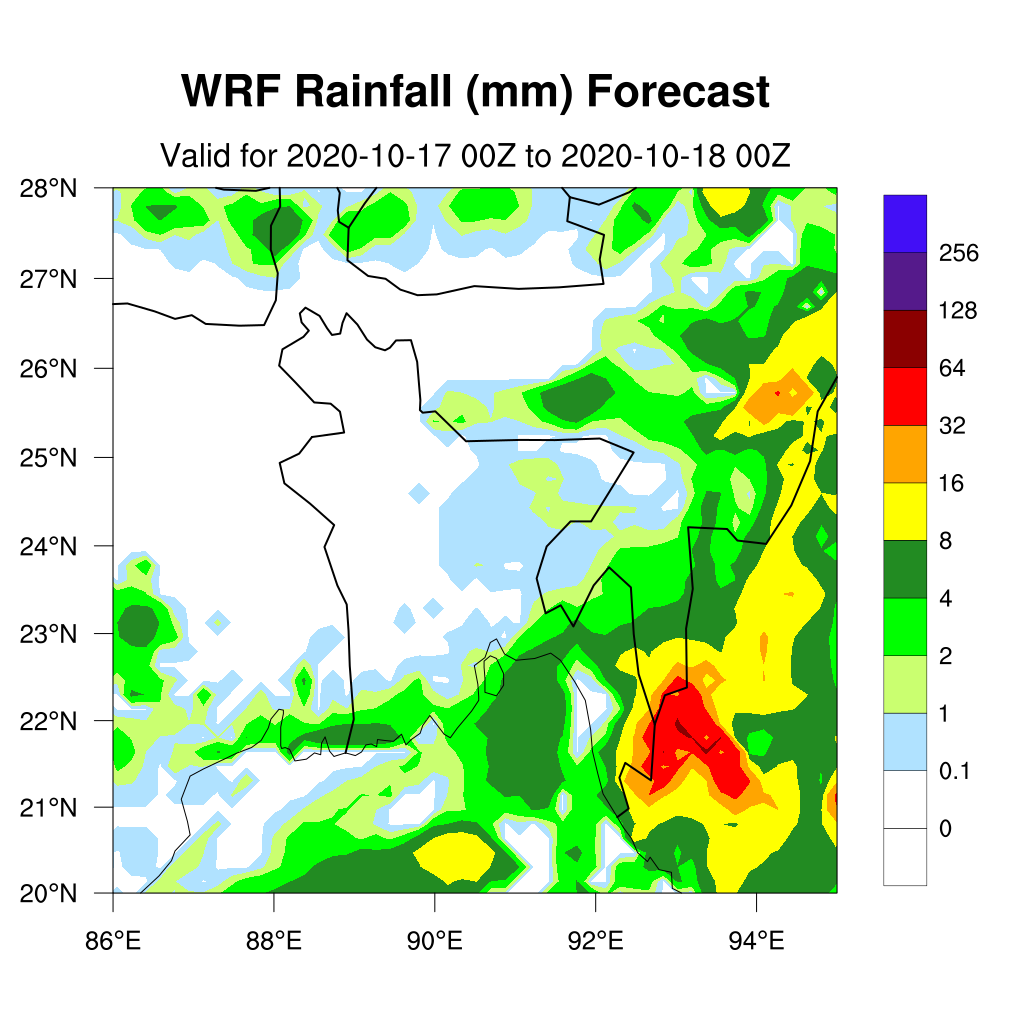 WRF Rainfall (mm) Forecast
Valid for 2020-10-17 00Z to 2020-10-18 00Z
28°N
27°N
26°N
25°N
24°N
23°N
22°N
21°N
20°N
86°E
88°E
90°E
92°E
94°E
256
128
64
32
16
8
4
2
1
0.1
0